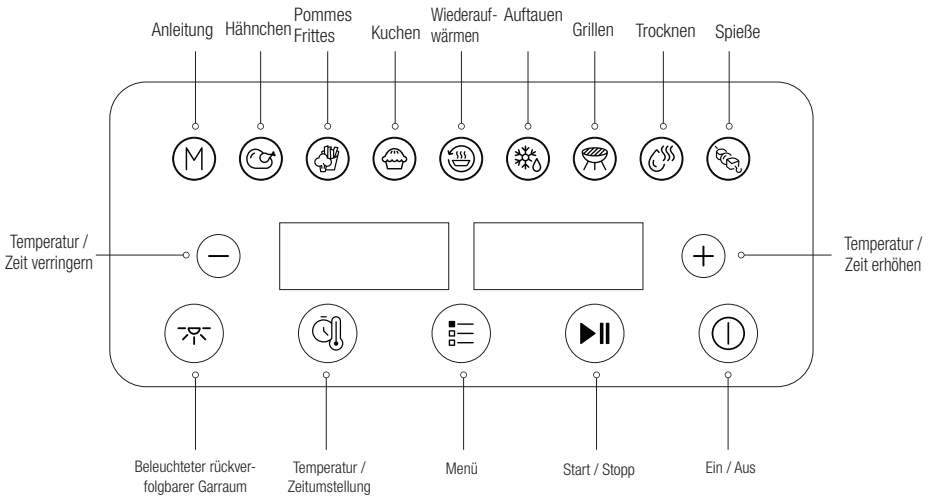 Anleitung
Hähnchen
Pommes
Frittes
Kuchen
Wiederauf-
wärmen
Auftauen
Grillen
Trocknen
Spieße
M
Temperatur /
Zeit verringern
Temperatur /
Zeit erhöhen
Beleuchteter rückver-
folgbarer Garraum
Temperatur /
Zeitumstellung
Menü
Start / Stopp
Ein / Aus